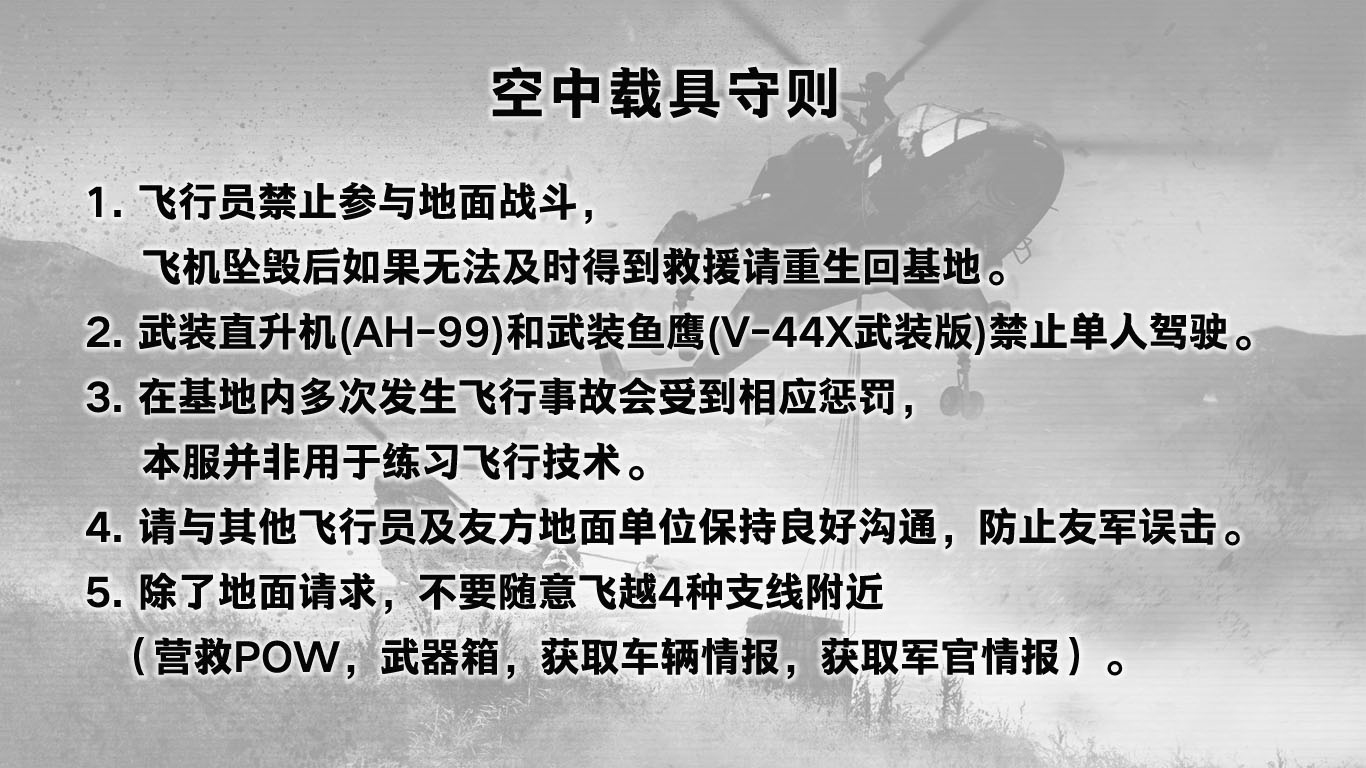 空中载具守则
1. 飞行员禁止参与地面战斗，
飞机坠毁后如果无法及时得到救援请重生回基地。
2. 武装直升机(AH-99)和武装鱼鹰(V-44X武装版)禁止单人驾驶。
3. 在基地内多次发生飞行事故会受到相应惩罚，
本服并非用于练习飞行技术。
4. 请与其他飞行员及友方地面单位保持良好沟通，防止友军误击。
5. 除了地面请求，不要随意飞越4种支线附近
（营救POW，武器箱，获取车辆情报，获取军官情报）。